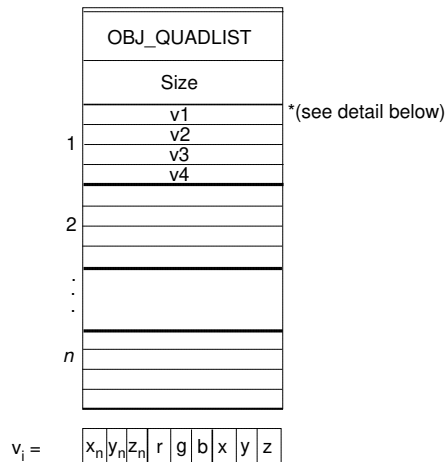 OBJ_QUADLIST
Size
v1 *(see detail below)
1 v2
v3
v4
2
...
n
vᵢ = xₙ yₙ zₙ r g b x y z